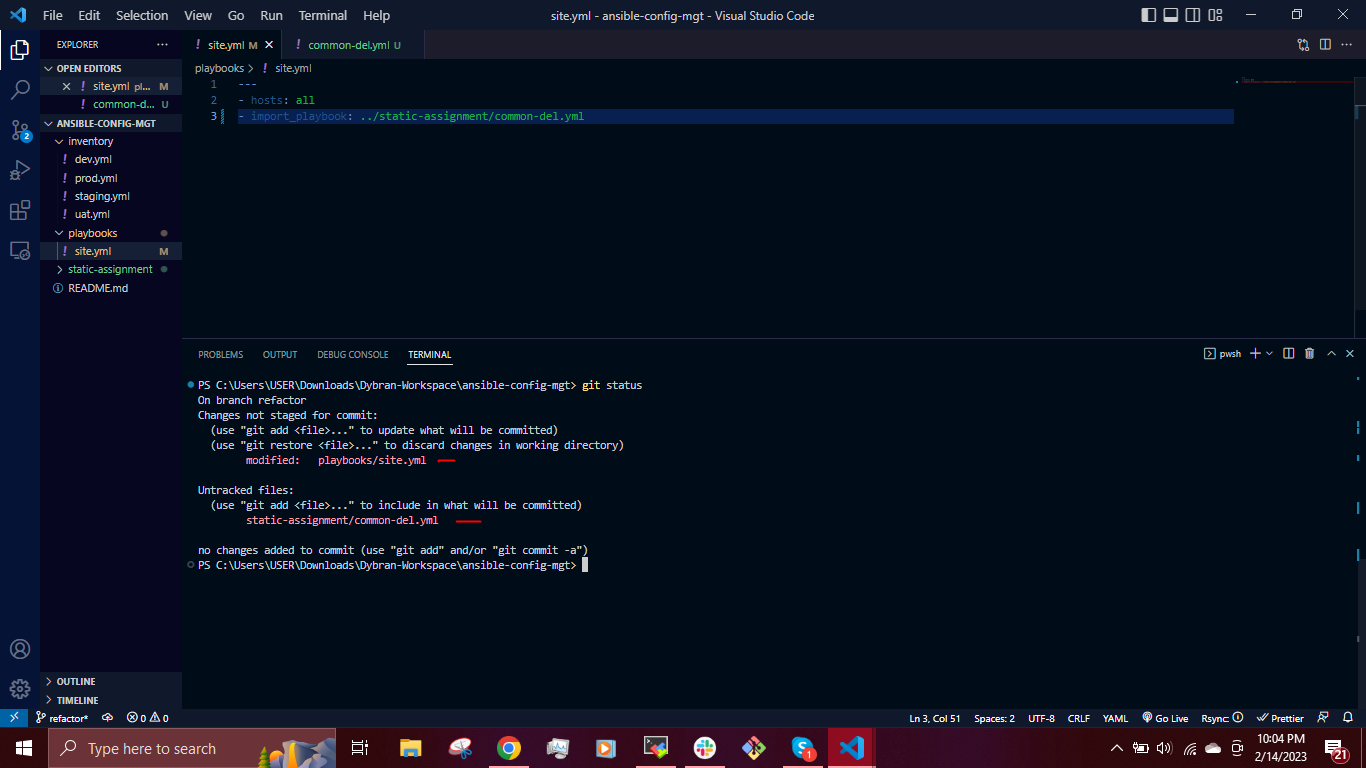 File Edit Selection View Go Run Terminal Help
site.yml - ansible-config-mgt - Visual Studio Code
EXPLORER
OPEN EDITORS
site.yml pl... M
common-d... U
ANSIBLE-CONFIG-MGT
inventory
dev.yml
prod.yml
staging.yml
uat.yml
playbooks
site.yml M
static-assignment
README.md
OUTLINE
TIMELINE
2
site.yml M
common-del.yml U
playbooks > site.yml
1 ---
2 - hosts: all
3 - import_playbook: ../static-assignment/common-del.yml
PROBLEMS OUTPUT DEBUG CONSOLE TERMINAL
pwsh
PS C:\Users\USER\Downloads\Dybran-Workspace\ansible-config-mgt> git status
On branch refactor
Changes not staged for commit:
(use "git add <file>..." to update what will be committed)
(use "git restore <file>..." to discard changes in working directory)
modified: playbooks/site.yml
Untracked files:
(use "git add <file>..." to include in what will be committed)
static-assignment/common-del.yml
no changes added to commit (use "git add" and/or "git commit -a")
PS C:\Users\USER\Downloads\Dybran-Workspace\ansible-config-mgt>
refactor* 0 0
Ln 3, Col 51 Spaces: 2 UTF-8 CRLF YAML Go Live Rsync: Prettier
Type here to search
1
10:04 PM
2/14/2023
21